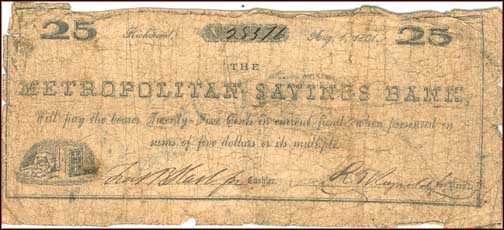 25 Richmond, Aug. 1, 1861. 25
THE
METROPOLITAN SAVINGS BANK,
Will pay the bearer Twenty-Five Cents in current funds when presented in
sums of five dollars or its multiple.
Cashier.